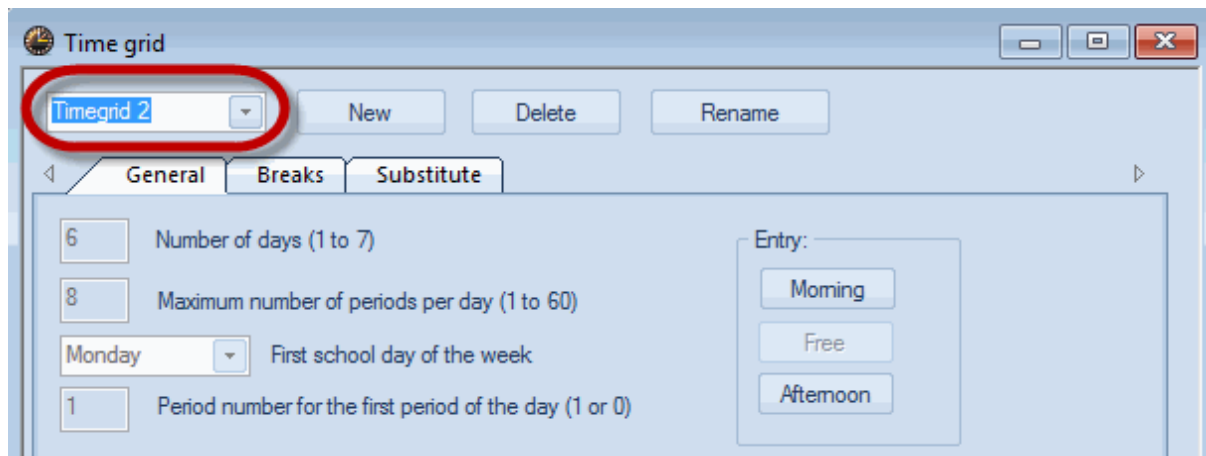 Time grid
Timegrid 2 New Delete Rename
General Breaks Substitute
6 Number of days (1 to 7)
Entry:
8 Maximum number of periods per day (1 to 60)
Morning
Monday First school day of the week
Free
1 Period number for the first period of the day (1 or 0)
Afternoon